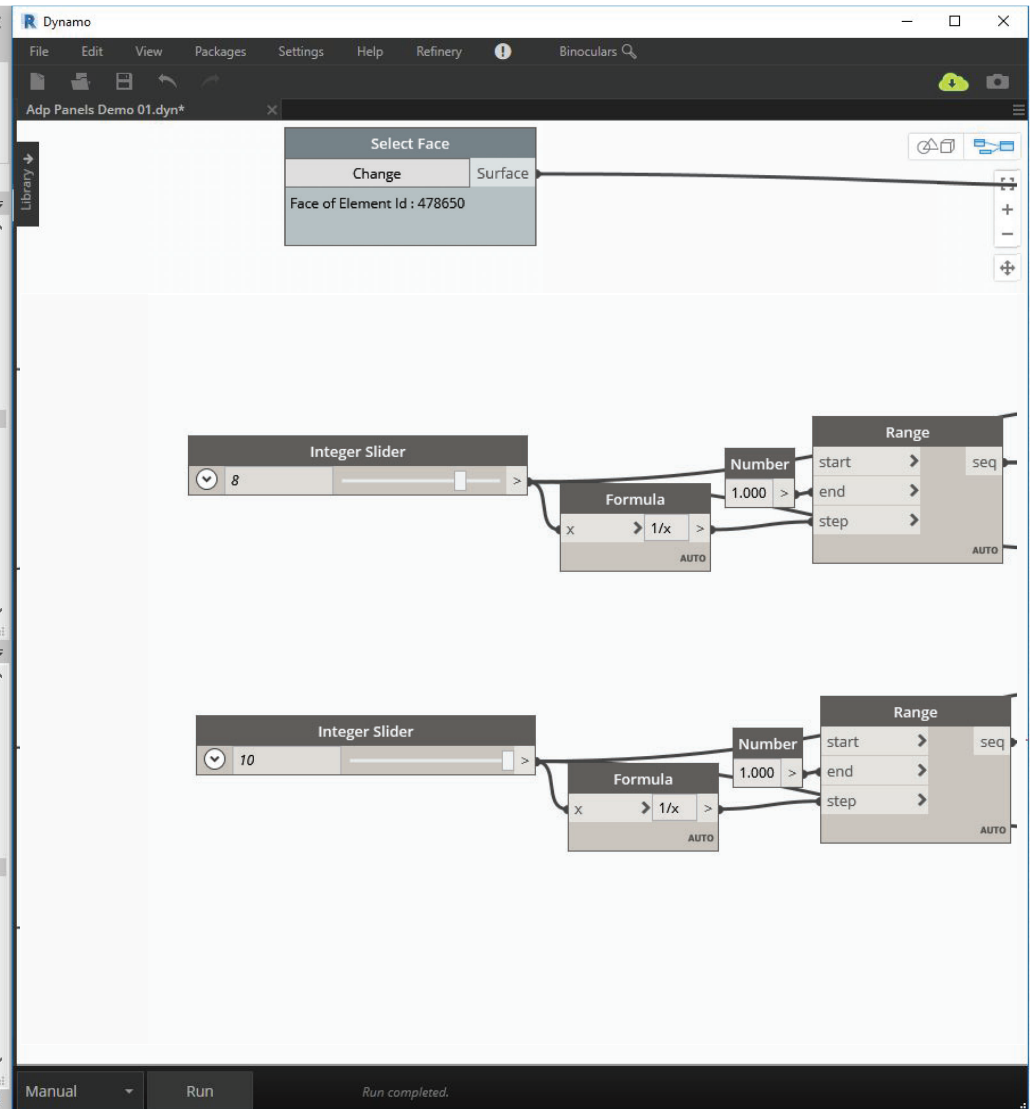 Dynamo
File Edit View Packages Settings Help Refinery ! Binoculars
Adp Panels Demo 01.dyn*
Library
Select Face
Change Surface
Face of Element Id : 478650
Integer Slider
8 >
Formula
x 1/x >
AUTO
Number
1.000 >
Range
start seq
end
step
AUTO
Integer Slider
10 >
Formula
x 1/x >
AUTO
Number
1.000 >
Range
start seq
end
step
AUTO
Manual Run Run completed.